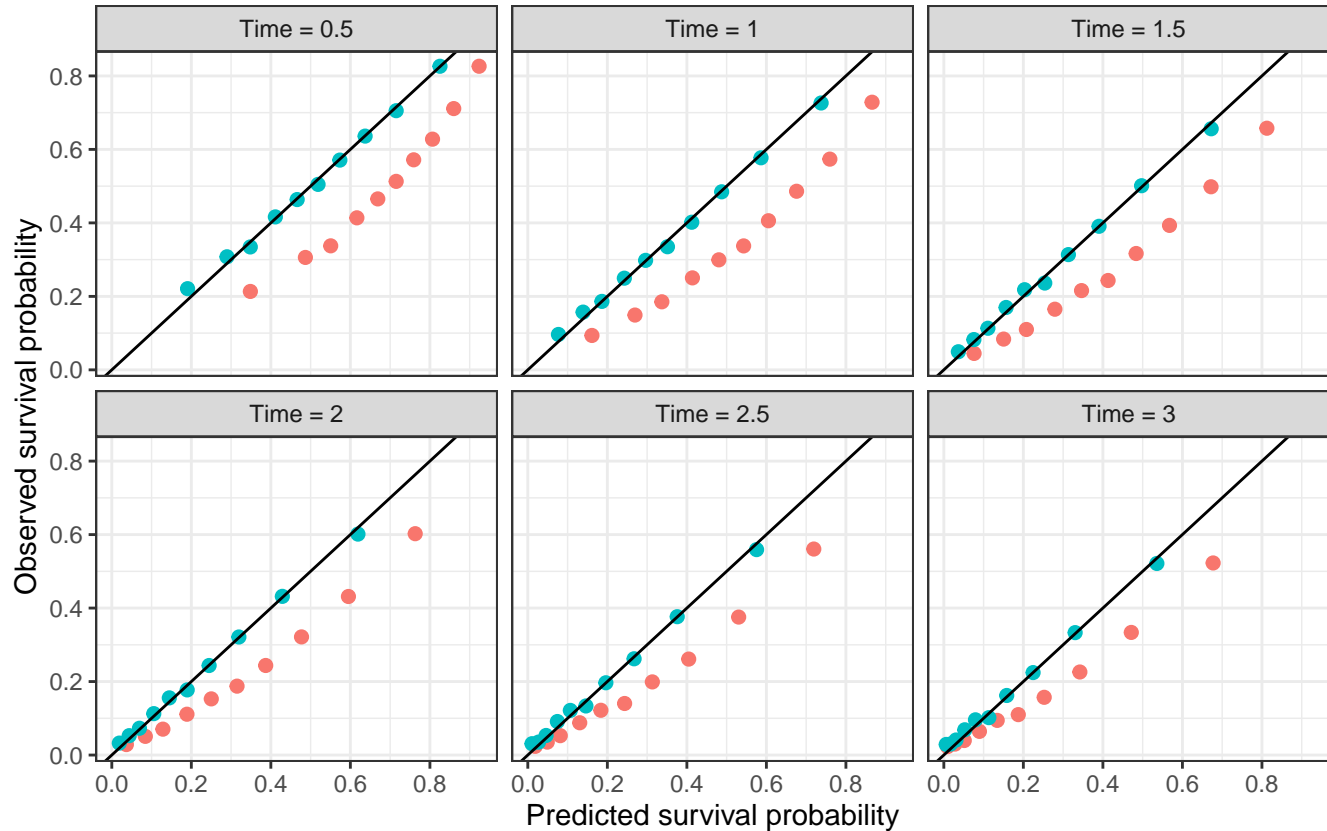 Time = 0.5
Time = 1
Time = 1.5
0.8
0.6
0.4
0.2
0.0
Time = 2
Time = 2.5
Time = 3
0.8
0.6
0.4
0.2
0.0
0.0 0.2 0.4 0.6 0.8
0.0 0.2 0.4 0.6 0.8
0.0 0.2 0.4 0.6 0.8
Observed survival probability
Predicted survival probability